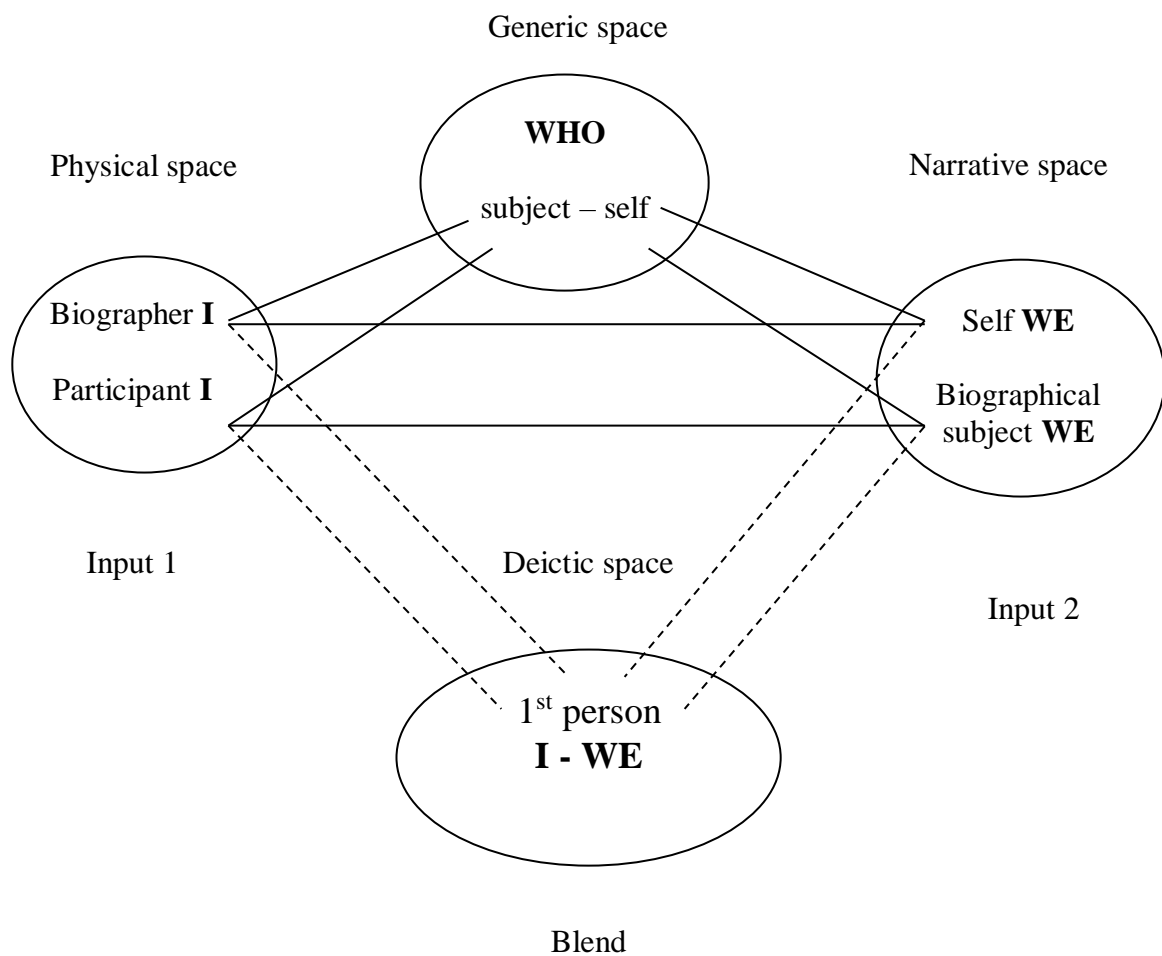 Generic space
WHO
Physical space
Narrative space
subject – self
Biographer I
Self WE
Participant I
Biographical
subject WE
Input 1
Deictic space
Input 2
1st person
I - WE
Blend